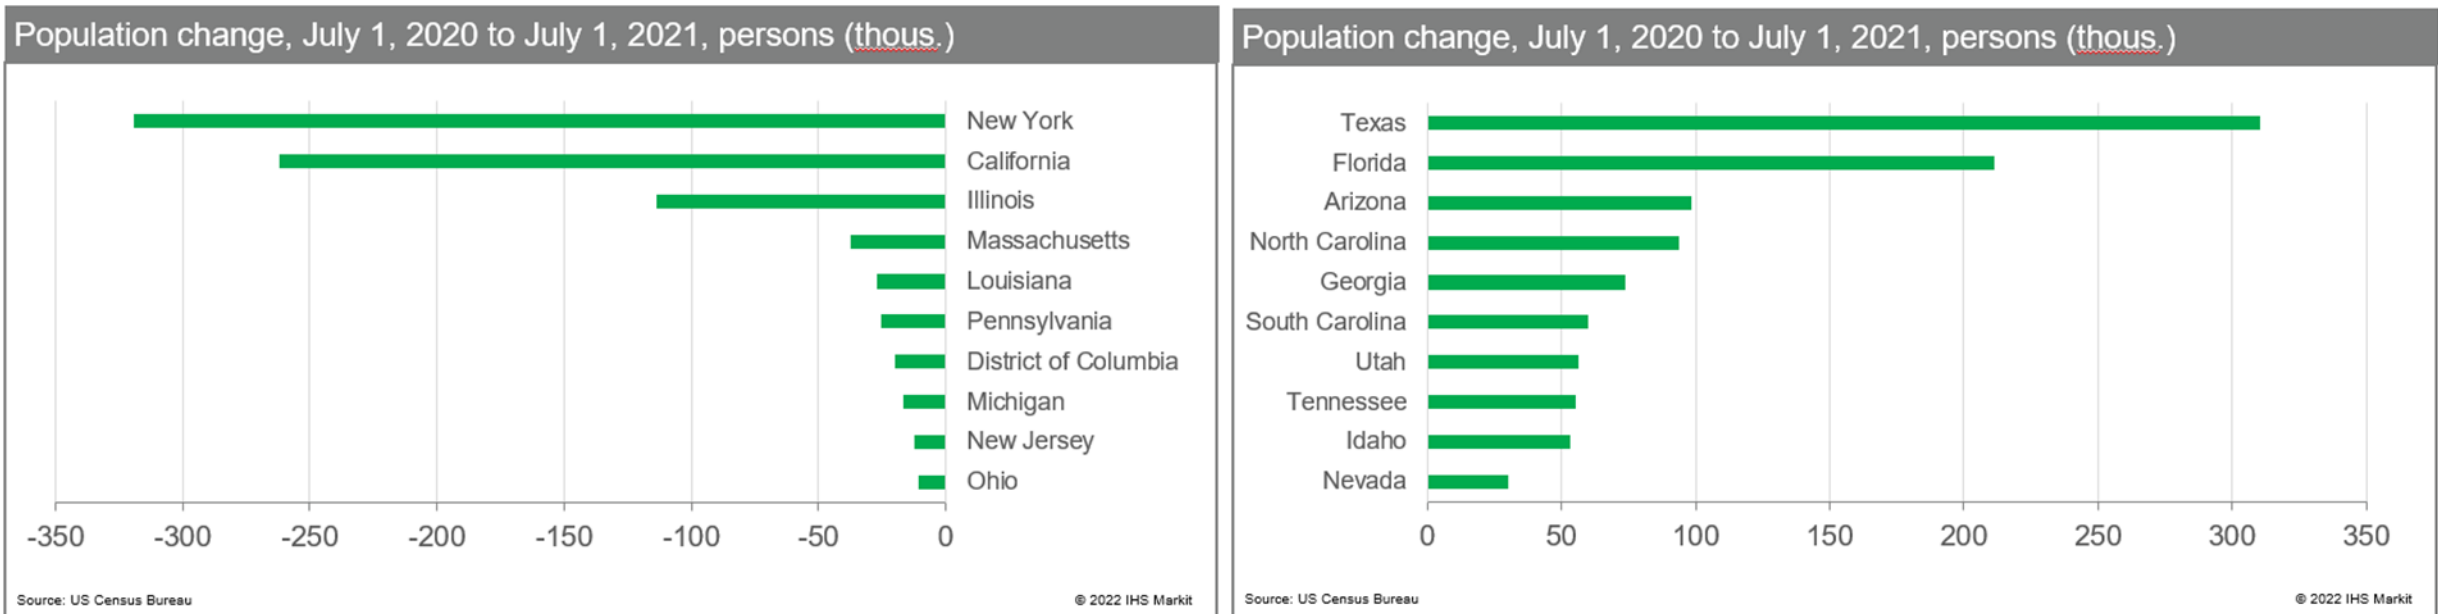 Population change, July 1, 2020 to July 1, 2021, persons (thous.)
New York
California
Illinois
Massachusetts
Louisiana
Pennsylvania
District of Columbia
Michigan
New Jersey
Ohio
-350 -300 -250 -200 -150 -100 -50 0
Source: US Census Bureau
© 2022 IHS Markit
Population change, July 1, 2020 to July 1, 2021, persons (thous.)
Texas
Florida
Arizona
North Carolina
Georgia
South Carolina
Utah
Tennessee
Idaho
Nevada
0 50 100 150 200 250 300 350
Source: US Census Bureau
© 2022 IHS Markit